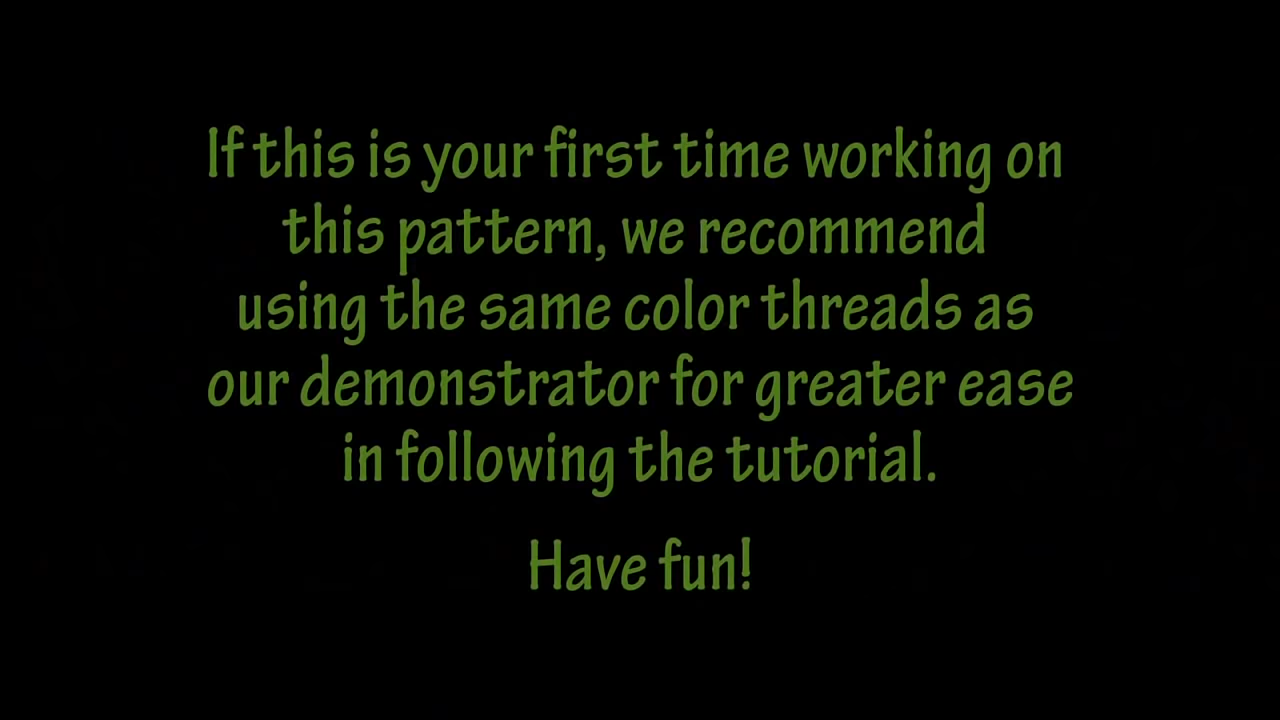 If this is your first time working on
this pattern, we recommend
using the same color threads as
our demonstrator for greater ease
in following the tutorial.
Have fun!